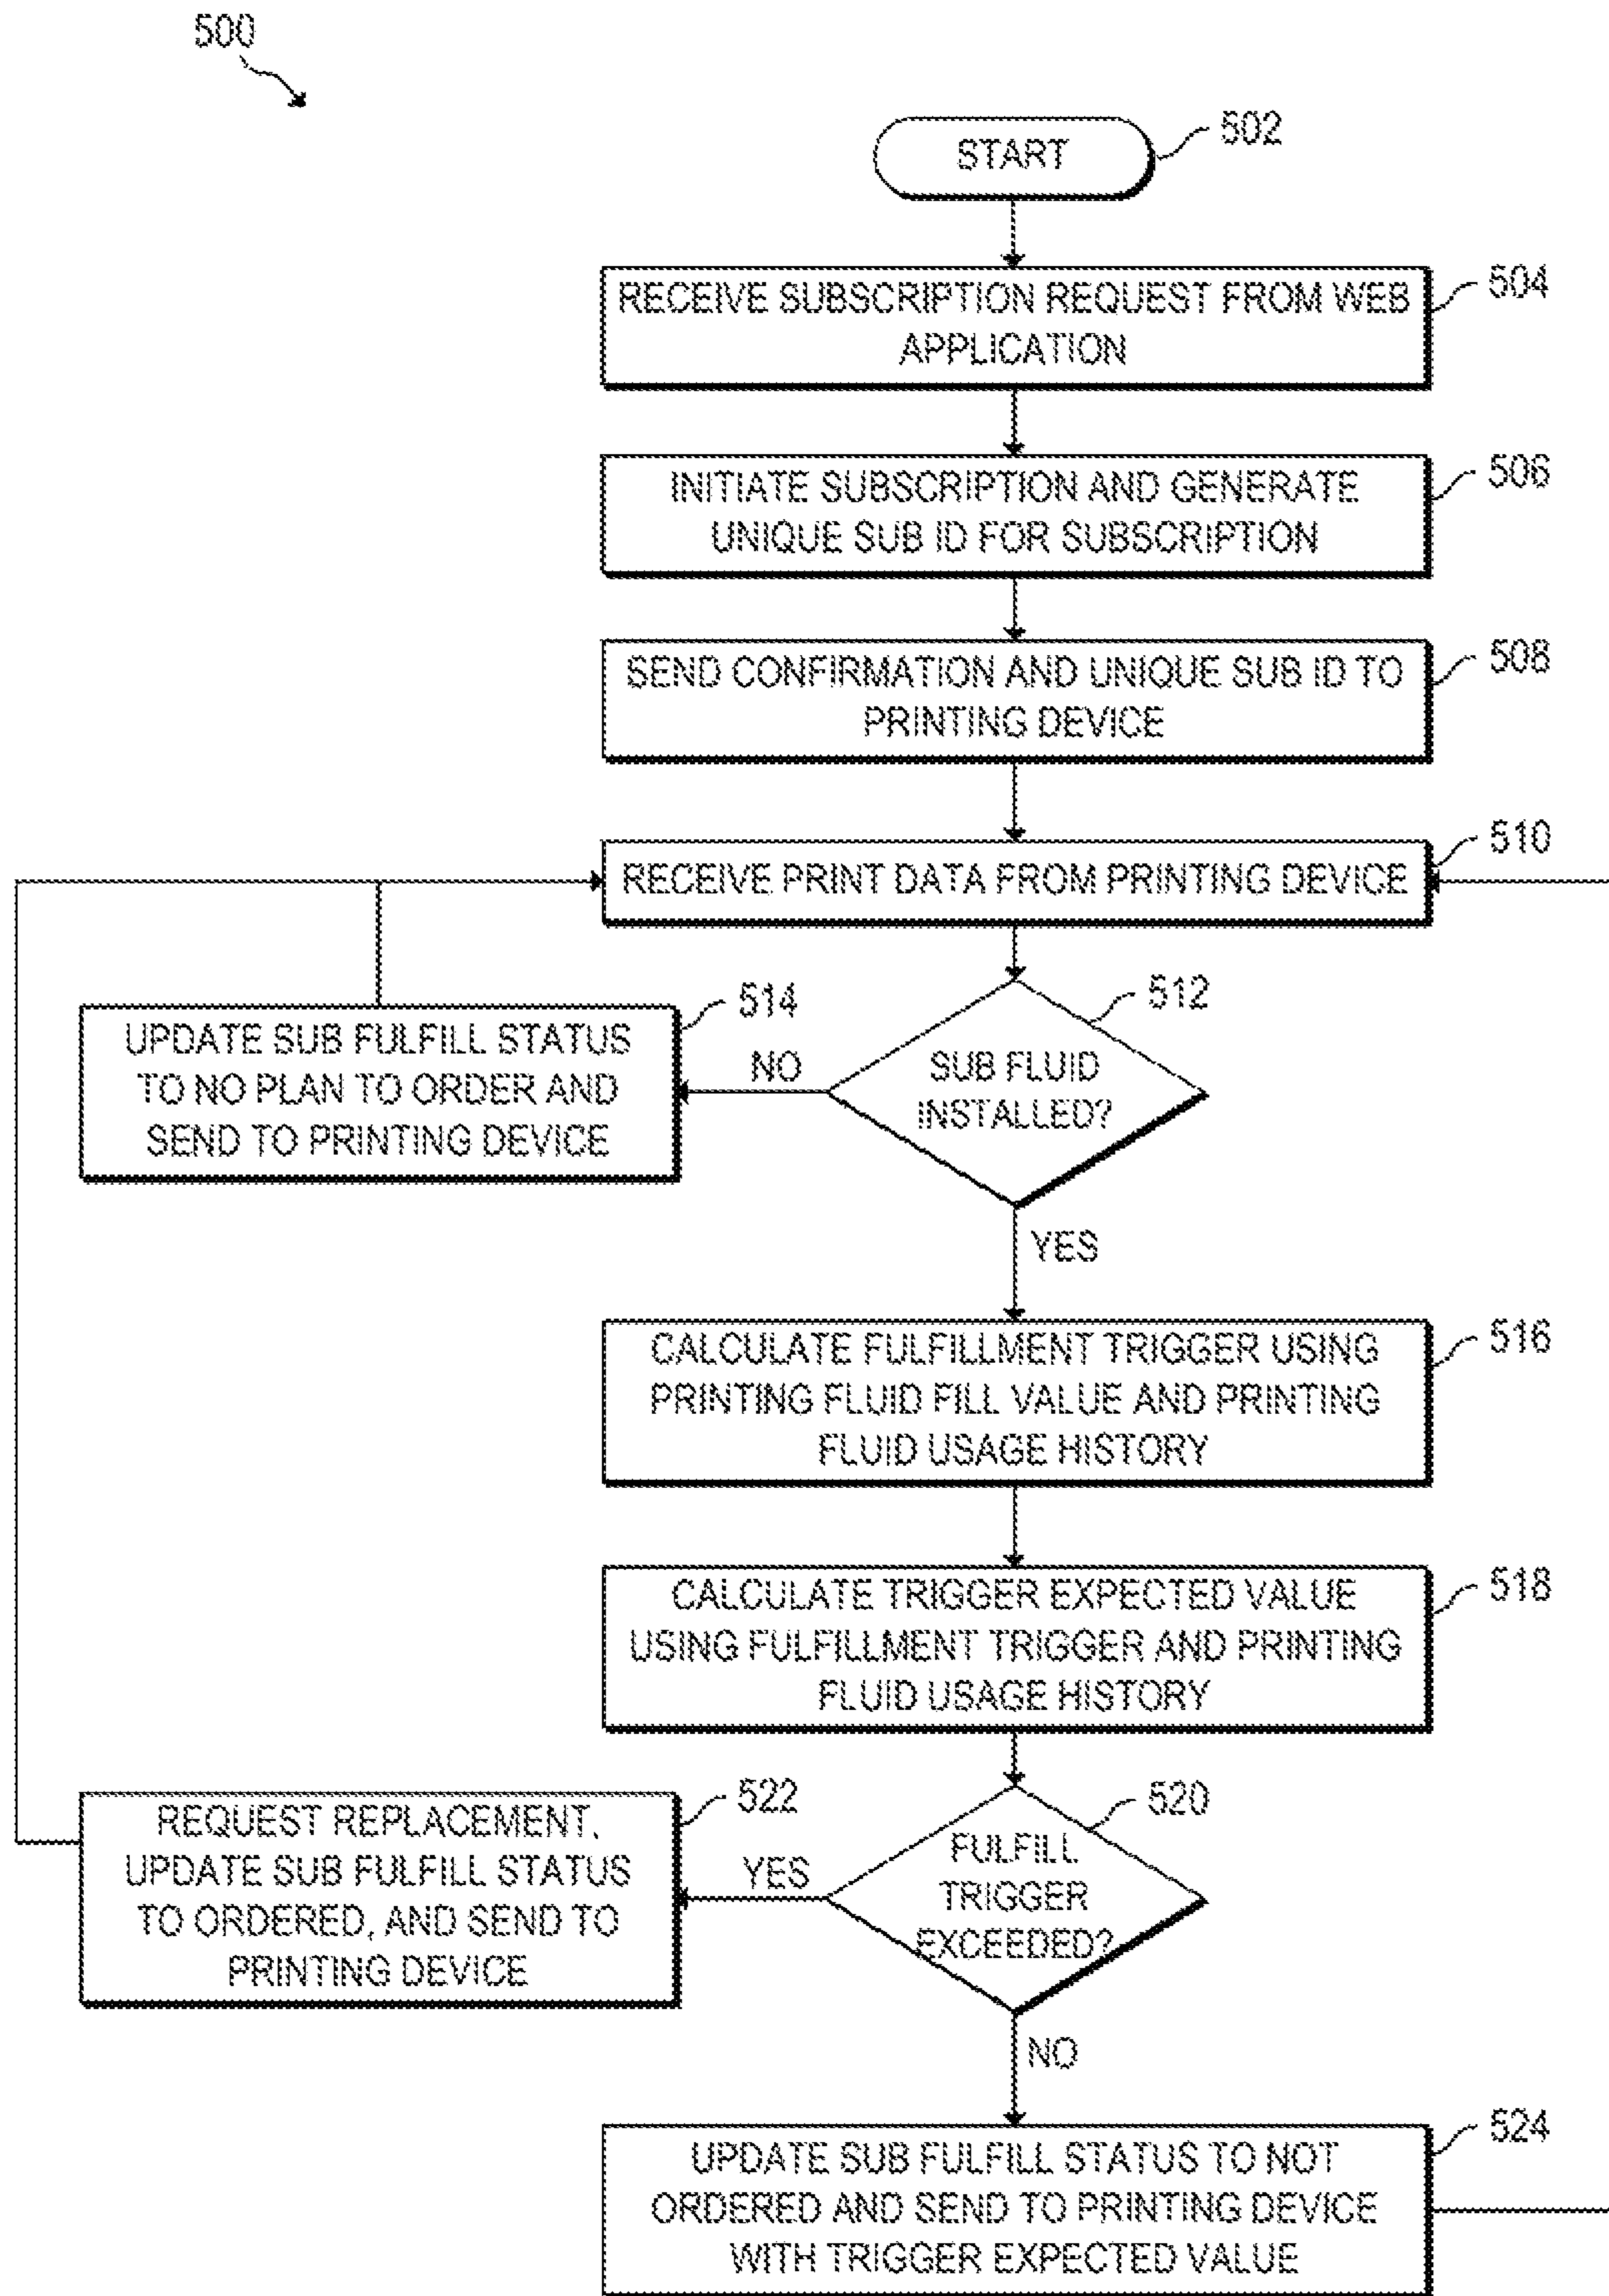 500
START
502
RECEIVE SUBSCRIPTION REQUEST FROM WEB
APPLICATION
504
INITIATE SUBSCRIPTION AND GENERATE
UNIQUE SUB ID FOR SUBSCRIPTION
506
SEND CONFIRMATION AND UNIQUE SUB ID TO
PRINTING DEVICE
508
RECEIVE PRINT DATA FROM PRINTING DEVICE
510
SUB FLUID
INSTALLED?
512
NO
UPDATE SUB FULFILL STATUS
TO NO PLAN TO ORDER AND
SEND TO PRINTING DEVICE
514
YES
CALCULATE FULFILLMENT TRIGGER USING
PRINTING FLUID FILL VALUE AND PRINTING
FLUID USAGE HISTORY
516
CALCULATE TRIGGER EXPECTED VALUE
USING FULFILLMENT TRIGGER AND PRINTING
FLUID USAGE HISTORY
518
FULFILL
TRIGGER
EXCEEDED?
520
YES
REQUEST REPLACEMENT,
UPDATE SUB FULFILL STATUS
TO ORDERED, AND SEND TO
PRINTING DEVICE
522
NO
UPDATE SUB FULFILL STATUS TO NOT
ORDERED AND SEND TO PRINTING DEVICE
WITH TRIGGER EXPECTED VALUE
524